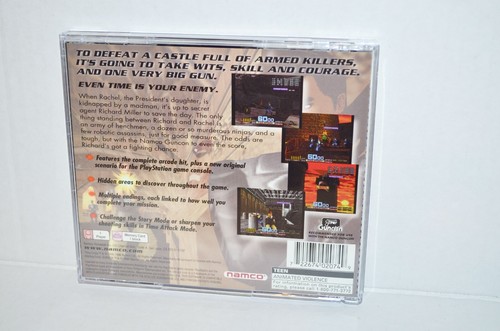 TO DEFEAT A CASTLE FULL OF ARMED KILLERS,
IT'S GOING TO TAKE WITS, SKILL AND COURAGE.
AND ONE VERY BIG GUN.
EVEN TIME IS YOUR ENEMY.
When Rachel, the President's daughter, is
kidnapped by a madman, it's up to secret
agent Richard Miller to save the day. The only
thing standing between Richard and Rachel is
an army of henchmen, a dozen or so murderous ninjas, and a
few robotic assassins, just for good measure. The odds are
tough, but with the Namco Guncon to even the score,
Richard's got a fighting chance.
Features the complete arcade hit, plus a new original
scenario for the PlayStation game console.
Hidden areas to discover throughout the game.
Multiple endings, each linked to how well you
complete your mission.
Challenge the Story Mode or sharpen your
shooting skills in Time Attack Mode.
Guncon
namco
TEEN
ANIMATED VIOLENCE
22674 02074